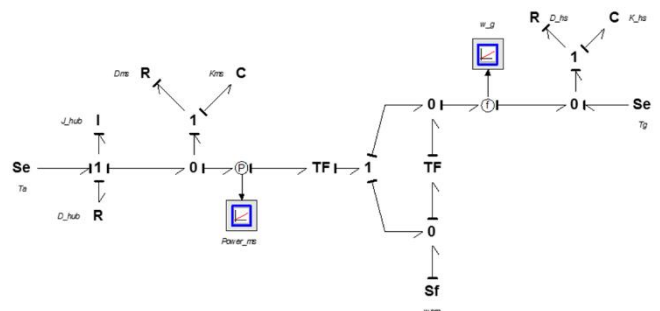 w_g
R D_hs C K_hs
1
Dms R Kms C
J_hub I 1
0 f 0 Se
Tg
Se 1 0 P TF 1 TF
Ta
D_hub R
Power_ms
0
Sf